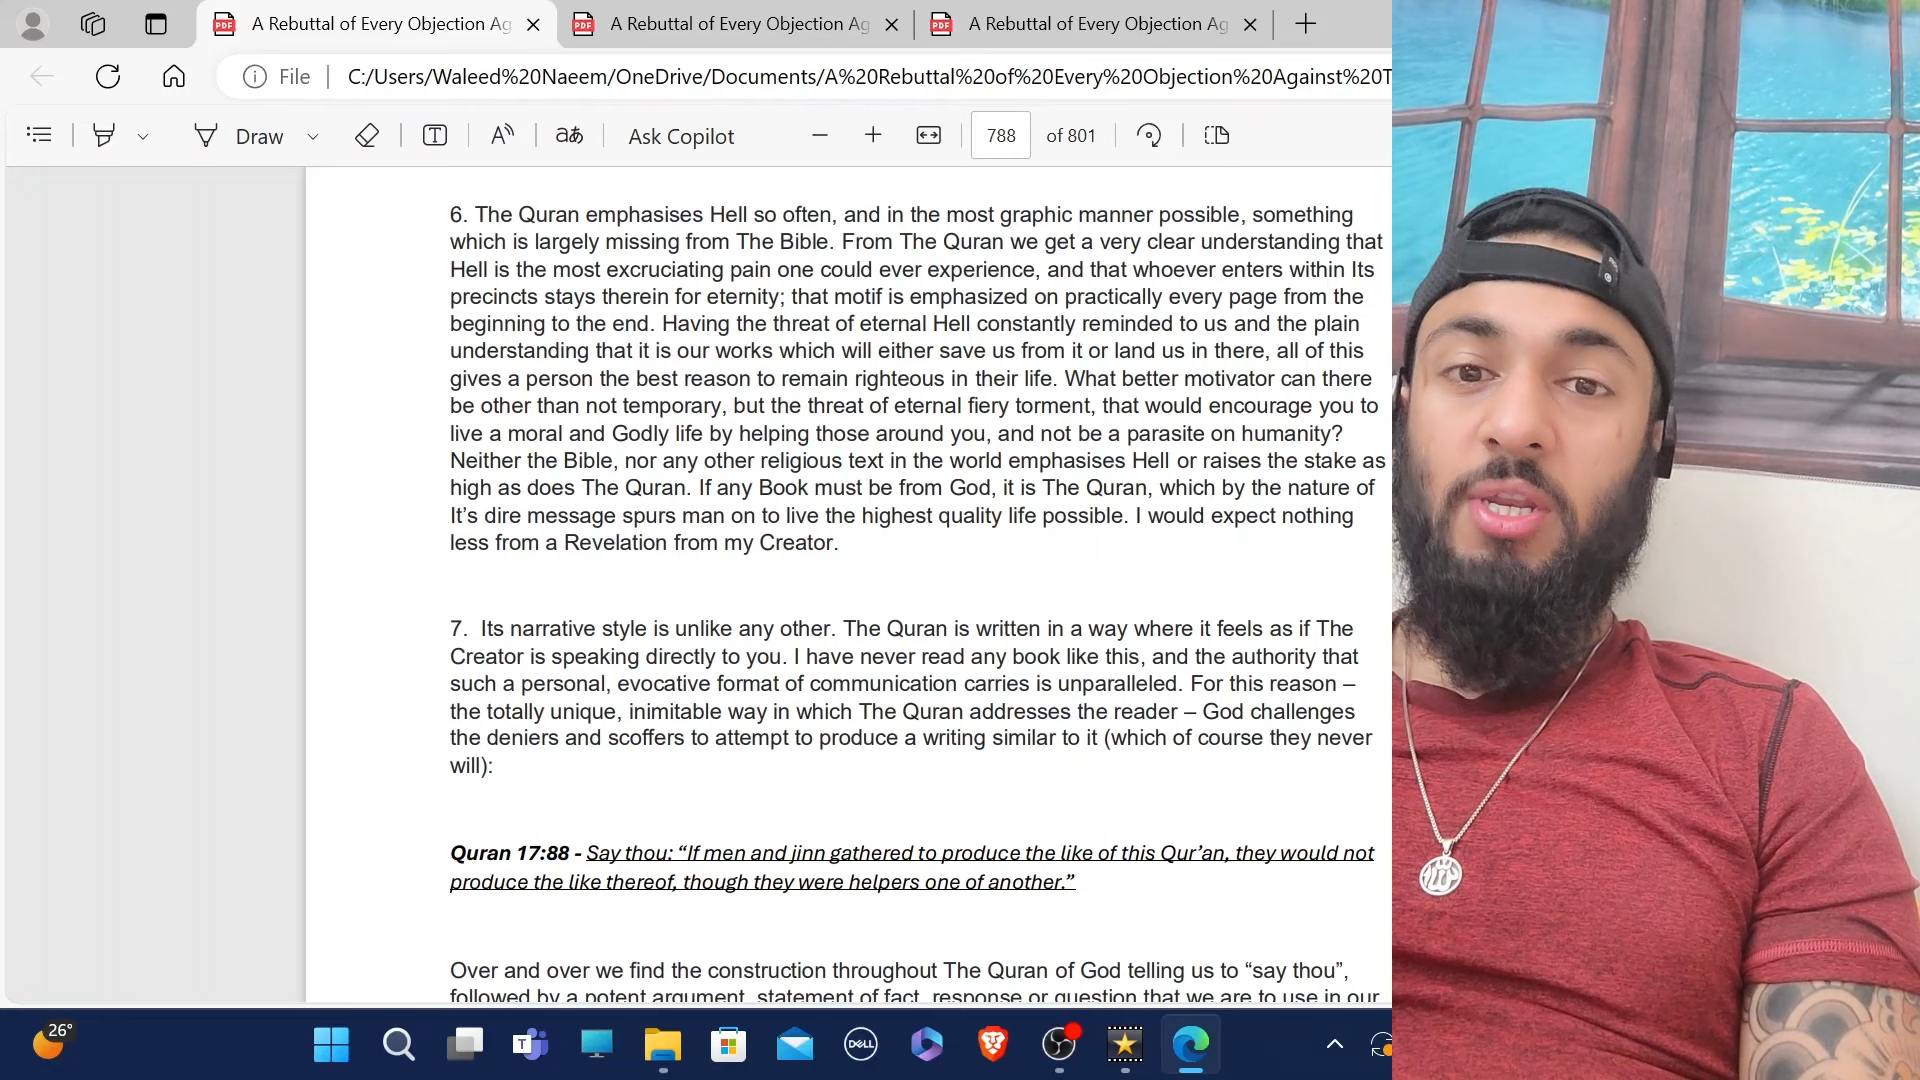 A Rebuttal of Every Objection Ag
A Rebuttal of Every Objection Ag
A Rebuttal of Every Objection Ag
File
C:/Users/Waleed%20Naeem/OneDrive/Documents/A%20Rebuttal%20of%20Every%20Objection%20Against%20T
Draw
Ask Copilot
788 of 801
6. The Quran emphasises Hell so often, and in the most graphic manner possible, something
which is largely missing from The Bible. From The Quran we get a very clear understanding that
Hell is the most excruciating pain one could ever experience, and that whoever enters within Its
precincts stays therein for eternity; that motif is emphasized on practically every page from the
beginning to the end. Having the threat of eternal Hell constantly reminded to us and the plain
understanding that it is our works which will either save us from it or land us in there, all of this
gives a person the best reason to remain righteous in their life. What better motivator can there
be other than not temporary, but the threat of eternal fiery torment, that would encourage you to
live a moral and Godly life by helping those around you, and not be a parasite on humanity?
Neither the Bible, nor any other religious text in the world emphasises Hell or raises the stake as
high as does The Quran. If any Book must be from God, it is The Quran, which by the nature of
It's dire message spurs man on to live the highest quality life possible. I would expect nothing
less from a Revelation from my Creator.
7. Its narrative style is unlike any other. The Quran is written in a way where it feels as if The
Creator is speaking directly to you. I have never read any book like this, and the authority that
such a personal, evocative format of communication carries is unparalleled. For this reason –
the totally unique, inimitable way in which The Quran addresses the reader – God challenges
the deniers and scoffers to attempt to produce a writing similar to it (which of course they never
will):
Quran 17:88 - Say thou: “If men and jinn gathered to produce the like of this Qur’an, they would not
produce the like thereof, though they were helpers one of another.”
Over and over we find the construction throughout The Quran of God telling us to “say thou”,
followed by a potent argument, statement of fact, response or question that we are to use in our
26°
DELL